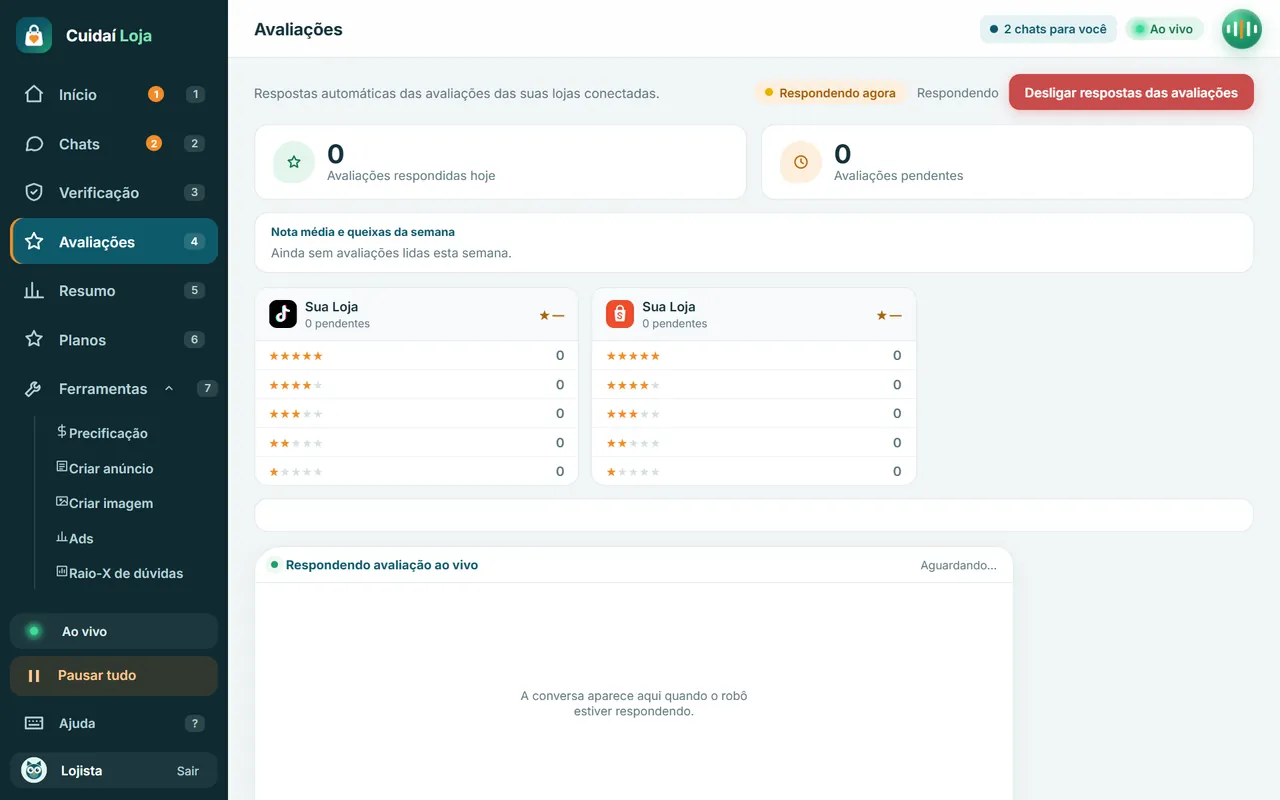 Cuidaí Loja
Início 1 1
Chats 2 2
Verificação 3
Avaliações 4
Resumo 5
Planos 6
Ferramentas 7
Precificação
Criar anúncio
Criar imagem
Ads
Raio-X de dúvidas
Ao vivo
Pausar tudo
Ajuda ?
Lojista Sair
Avaliações
2 chats para você
Ao vivo
Respostas automáticas das avaliações das suas lojas conectadas.
Respondendo agora
Respondendo
Desligar respostas das avaliações
0
Avaliações respondidas hoje
0
Avaliações pendentes
Nota média e queixas da semana
Ainda sem avaliações lidas esta semana.
Sua Loja
0 pendentes
★ —
★★★★★ 0
★★★★★ 0
★★★★★ 0
★★★★★ 0
★★★★★ 0
Sua Loja
0 pendentes
★ —
★★★★★ 0
★★★★★ 0
★★★★★ 0
★★★★★ 0
★★★★★ 0
Respondendo avaliação ao vivo
Aguardando...
A conversa aparece aqui quando o robô
estiver respondendo.